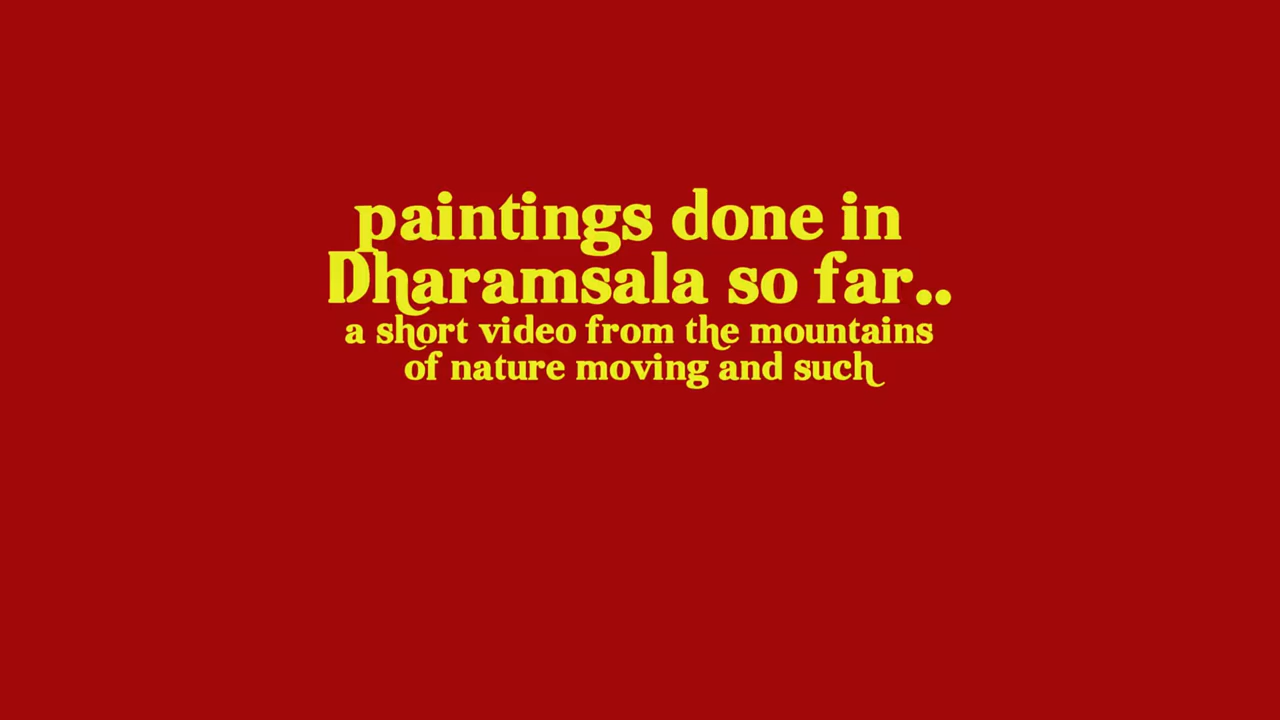 paintings done in
Dharamsala so far..
a short video from the mountains
of nature moving and such